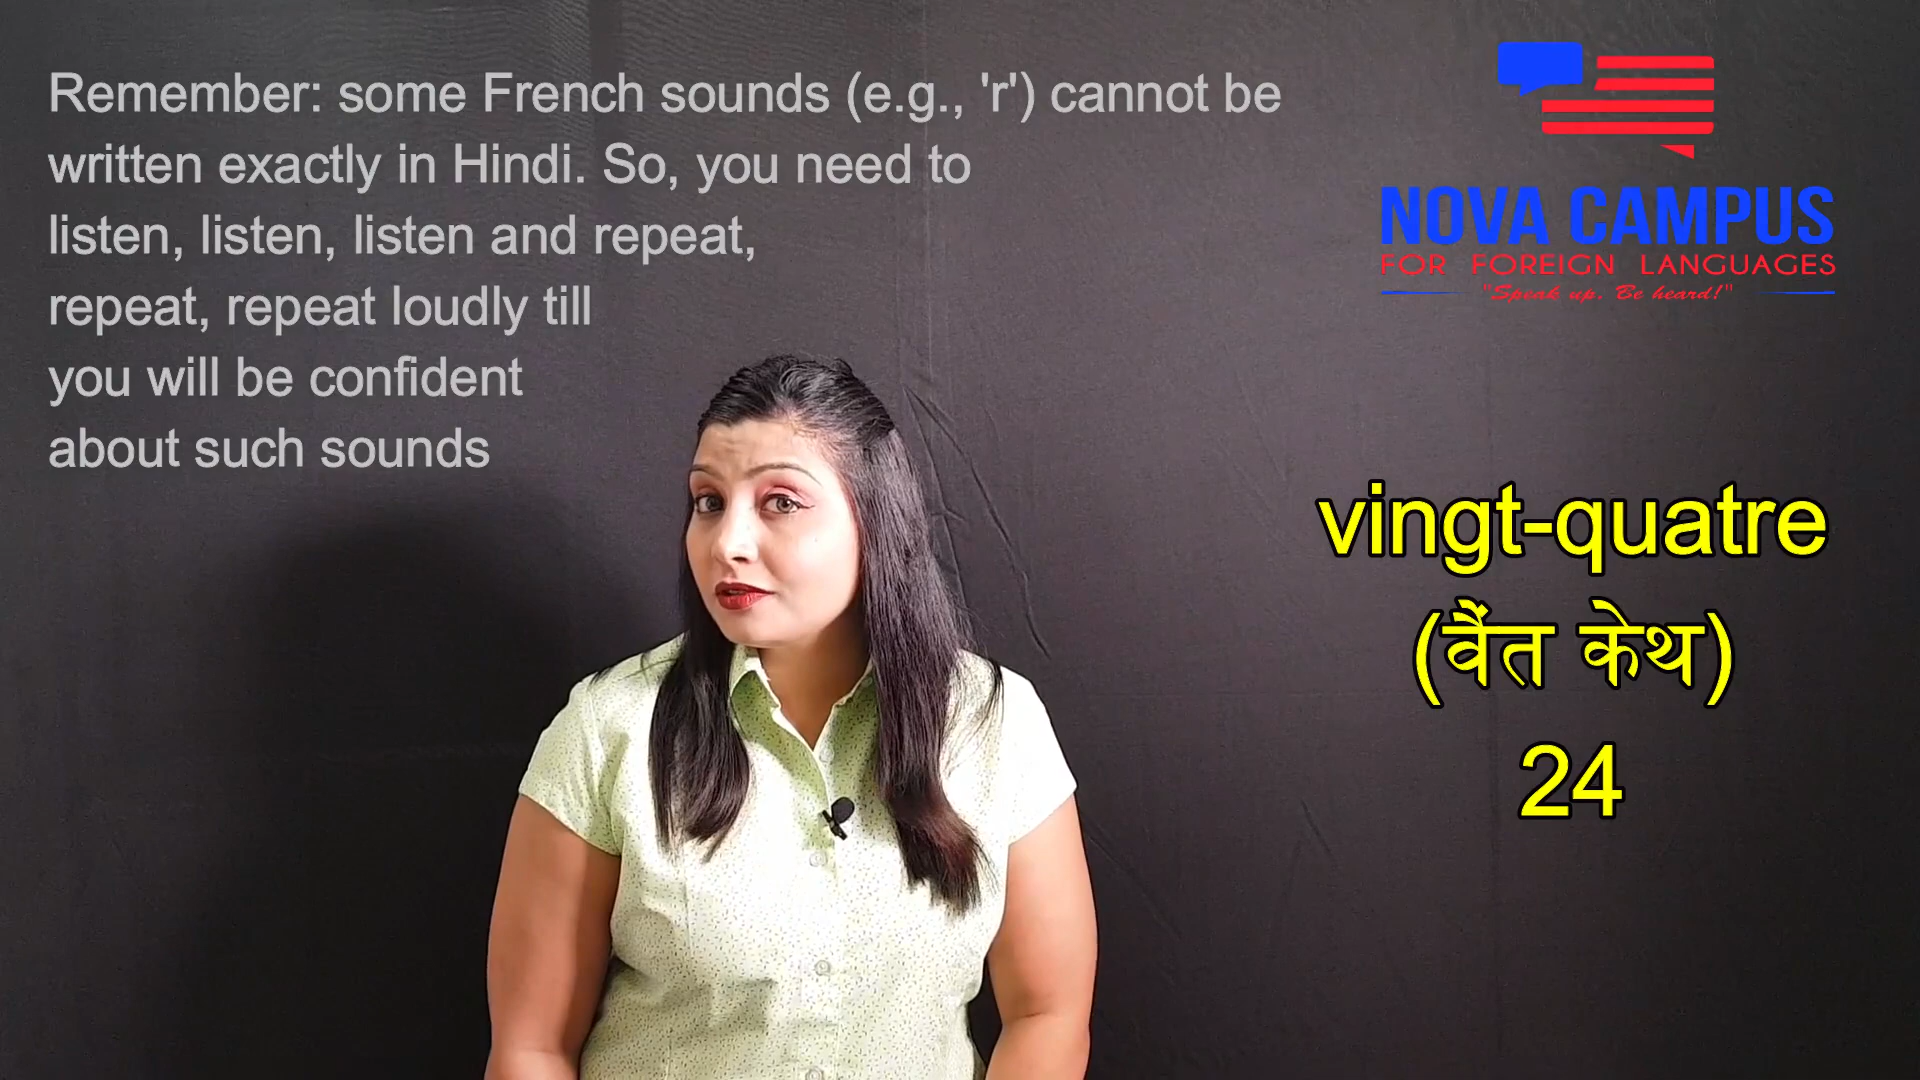 Remember: some French sounds (e.g., 'r') cannot be
written exactly in Hindi. So, you need to
listen, listen, listen and repeat,
repeat, repeat loudly till
you will be confident
about such sounds
NOVA CAMPUS
FOR FOREIGN LANGUAGES
"Speak up, Be heard!"
vingt-quatre
(वैंत केथ)
24